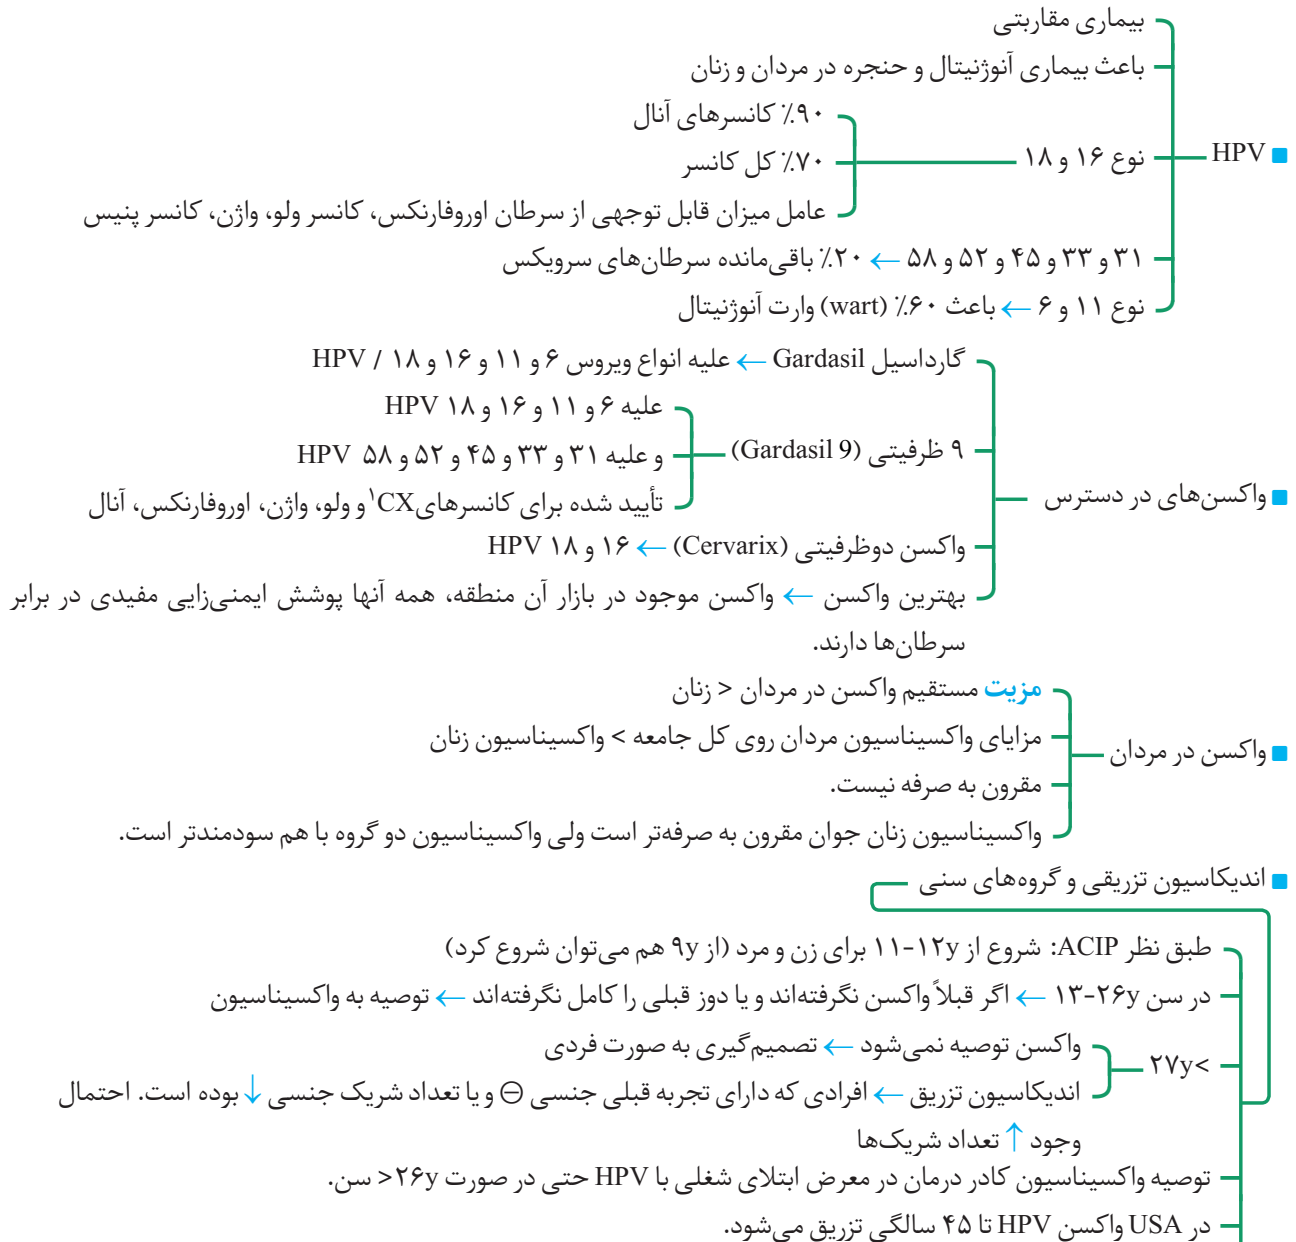 HPV
بیماری مقاربتی
باعث بیماری آنوژنیتال و حنجره در مردان و زنان
نوع ۱۶ و ۱۸
۹۰٪ کانسرهای آنال
۷۰٪ کل کانسر
عامل میزان قابل توجهی از سرطان اوروفارنکس، کانسر ولو، واژن، کانسر پنیس
۳۱ و ۳۳ و ۴۵ و ۵۲ و ۵۸ ← ۲۰٪ باقی‌مانده سرطان‌های سرویکس
نوع ۱۱ و ۶ ← باعث ۶۰٪ (wart) وارت آنوژنیتال
واکسن‌های در دسترس
گارداسیل Gardasil ← علیه انواع ویروس ۶ و ۱۱ و ۱۶ و ۱۸ / HPV
۹ ظرفیتی (Gardasil 9)
علیه ۶ و ۱۱ و ۱۶ و ۱۸ HPV
و علیه ۳۱ و ۳۳ و ۴۵ و ۵۲ و ۵۸ HPV
تأیید شده برای کانسرهای CX۱ و ولو، واژن، اوروفارنکس، آنال
واکسن دوظرفیتی (Cervarix) ← ۱۶ و ۱۸ HPV
بهترین واکسن ← واکسن موجود در بازار آن منطقه، همه آنها پوشش ایمنی‌زایی مفیدی در برابر
سرطان‌ها دارند.
واکسن در مردان
مزیت مستقیم واکسن در مردان < زنان
مزایای واکسیناسیون مردان روی کل جامعه > واکسیناسیون زنان
مقرون به صرفه نیست.
واکسیناسیون زنان جوان مقرون به صرفه‌تر است ولی واکسیناسیون دو گروه با هم سودمندتر است.
اندیکاسیون تزریقی و گروه‌های سنی
طبق نظر ACIP: شروع از ۱۱-۱۲y برای زن و مرد (از ۹y هم می‌توان شروع کرد)
در سن ۱۳-۲۶y ← اگر قبلاً واکسن نگرفته‌اند و یا دوز قبلی را کامل نگرفته‌اند ← توصیه به واکسیناسیون
۲۷y<
واکسن توصیه نمی‌شود ← تصمیم‌گیری به صورت فردی
اندیکاسیون تزریق ← افرادی که دارای تجربه قبلی جنسی ⊖ و یا تعداد شریک جنسی ↓ بوده است. احتمال
وجود ↑ تعداد شریک‌ها
توصیه واکسیناسیون کادر درمان در معرض ابتلای شغلی با HPV حتی در صورت ۲۶y< سن.
در USA واکسن HPV تا ۴۵ سالگی تزریق می‌شود.